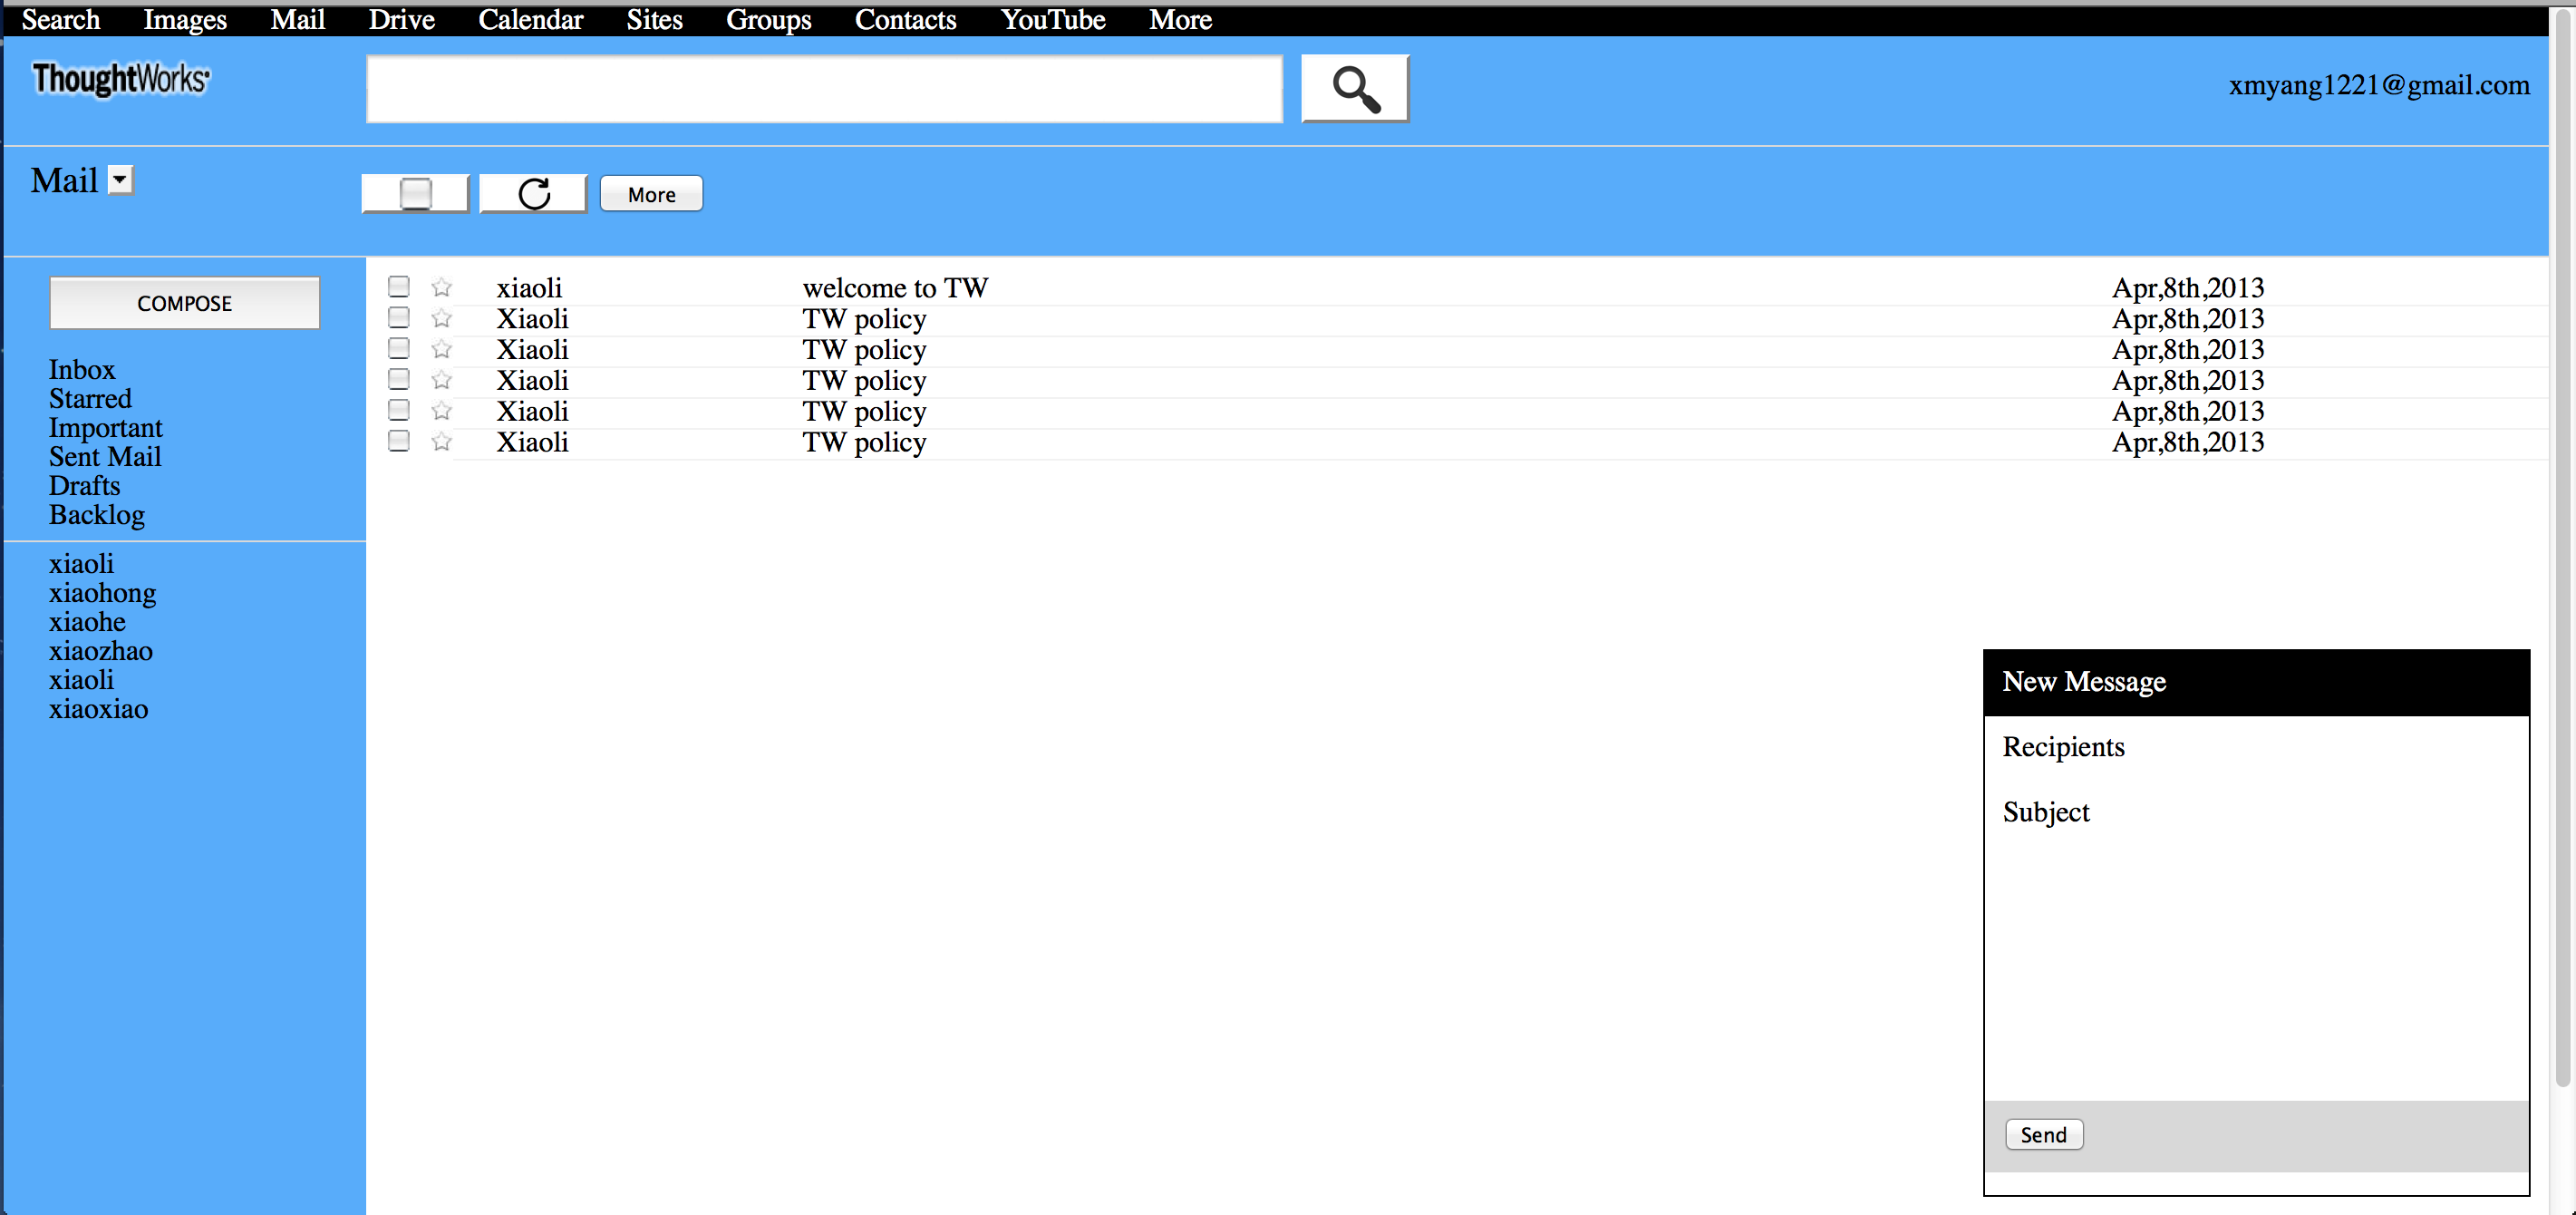 Search Images Mail Drive Calendar Sites Groups Contacts YouTube More
ThoughtWorks®
xmyang1221@gmail.com
Mail
More
COMPOSE
Inbox
Starred
Important
Sent Mail
Drafts
Backlog
xiaoli
xiaohong
xiaohe
xiaozhao
xiaoli
xiaoxiao
xiaoli welcome to TW Apr,8th,2013
Xiaoli TW policy Apr,8th,2013
Xiaoli TW policy Apr,8th,2013
Xiaoli TW policy Apr,8th,2013
Xiaoli TW policy Apr,8th,2013
Xiaoli TW policy Apr,8th,2013
New Message
Recipients
Subject
Send